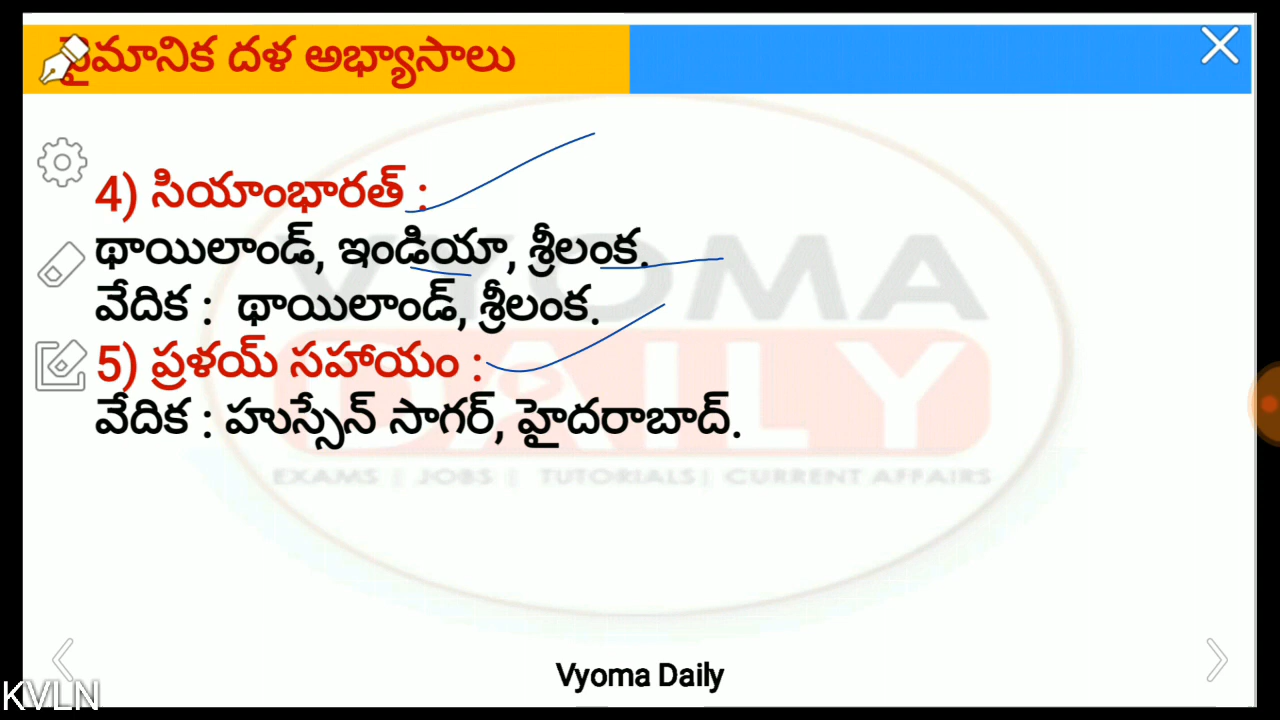 వైమానిక దళ అభ్యాసాలు
4) సియాంభారత్ :
థాయిలాండ్, ఇండియా, శ్రీలంక.
వేదిక : థాయిలాండ్, శ్రీలంక.
5) ప్రళయ్ సహాయం :
వేదిక : హుస్సేన్ సాగర్, హైదరాబాద్.
VYOMA
DAILY
EXAMS | JOBS | TUTORIALS | CURRENT AFFAIRS
Vyoma Daily
KVLN